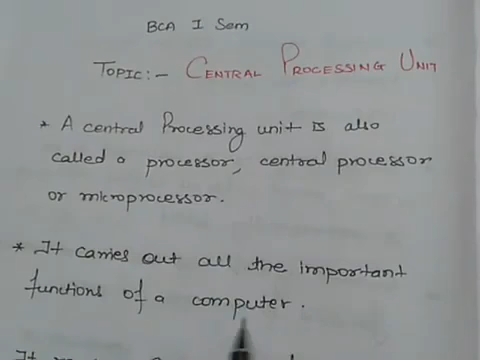 BCA I Sem
TOPIC:- CENTRAL PROCESSING UNIT
* A central Processing unit is also
called a processor, central processor
or microprocessor.
* It carries out all the important
functions of a computer.